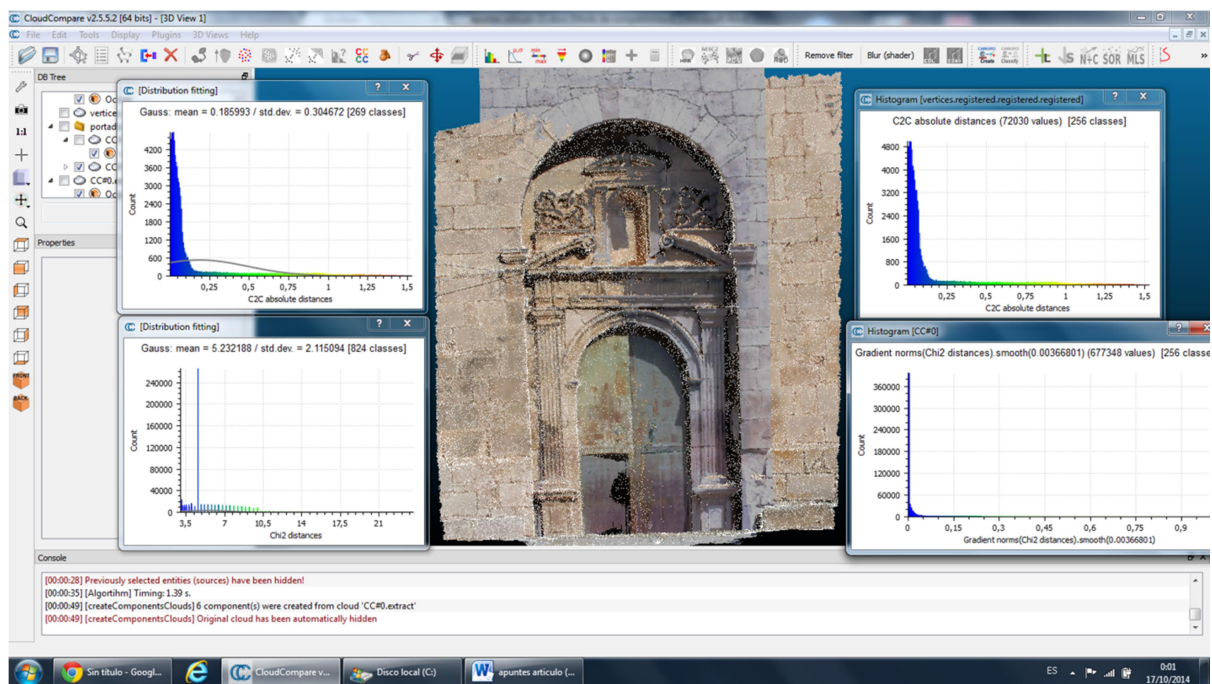 CloudCompare v2.5.5.2 [64 bits] - [3D View 1]
File Edit Tools Display Plugins 3D Views Help
Remove filter Blur (shader) N+C SOR MLS
DB Tree
Oc
vertice
portad
CC
CC
CC#0.e
Oc
1:1
Properties
FRONT
BACK
[Distribution fitting]
Gauss: mean = 0.185993 / std.dev. = 0.304672 [269 classes]
4200
3600
3000
2400
1800
1200
600
0
Count
0,25 0,5 0,75 1 1,25 1,5
C2C absolute distances
[Distribution fitting]
Gauss: mean = 5.232188 / std.dev. = 2.115094 [824 classes]
240000
200000
160000
120000
80000
40000
0
Count
3,5 7 10,5 14 17,5 21
Chi2 distances
Histogram [vertices.registered.registered.registered]
C2C absolute distances (72030 values) [256 classes]
4800
4000
3200
2400
1600
800
0
Count
0,25 0,5 0,75 1 1,25 1,5
C2C absolute distances
Histogram [CC#0]
Gradient norms(Chi2 distances).smooth(0.00366801) (677348 values) [256 classe
360000
300000
240000
180000
120000
60000
0
Count
0 0,15 0,3 0,45 0,6 0,75 0,9
Gradient norms(Chi2 distances).smooth(0.00366801)
Console
[00:00:28] Previously selected entities (sources) have been hidden!
[00:00:35] [Algortihm] Timing: 1.39 s.
[00:00:49] [createComponentsClouds] 6 component(s) were created from cloud 'CC#0.extract'
[00:00:49] [createComponentsClouds] Original cloud has been automatically hidden
Sin título - Googl... CloudCompare v... Disco local (C:) apuntes articulo (... ES 0:01
17/10/2014